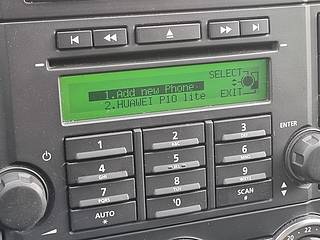 SELECT
1.Add new Phone
2.HUAWEI P10 lite
EXIT
1
2
ABC
3
4
GHI
5
JKL
6
MNO
7
PQRS
8
TUV
9
WXYZ
AUTO
*
0
SCAN
#
ENTER
22